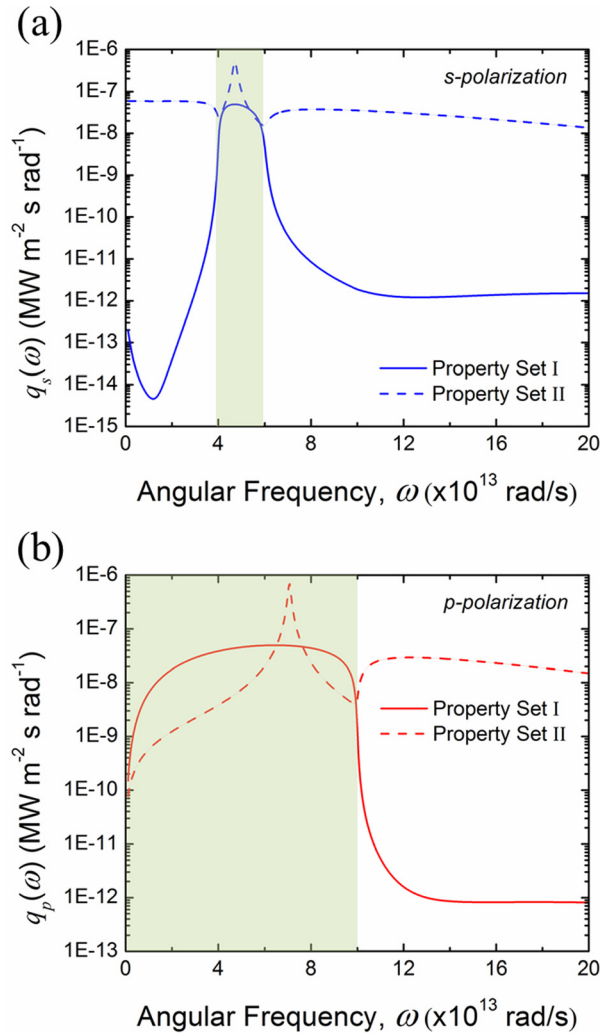 (a)
1E-6
1E-7
1E-8
1E-9
1E-10
1E-11
1E-12
1E-13
1E-14
1E-15
qₛ(ω) (MW m⁻² s rad⁻¹)
s-polarization
Property Set I
Property Set II
0 4 8 12 16 20
Angular Frequency, ω (x10¹³ rad/s)
(b)
1E-6
1E-7
1E-8
1E-9
1E-10
1E-11
1E-12
1E-13
qₚ(ω) (MW m⁻² s rad⁻¹)
p-polarization
Property Set I
Property Set II
0 4 8 12 16 20
Angular Frequency, ω (x10¹³ rad/s)